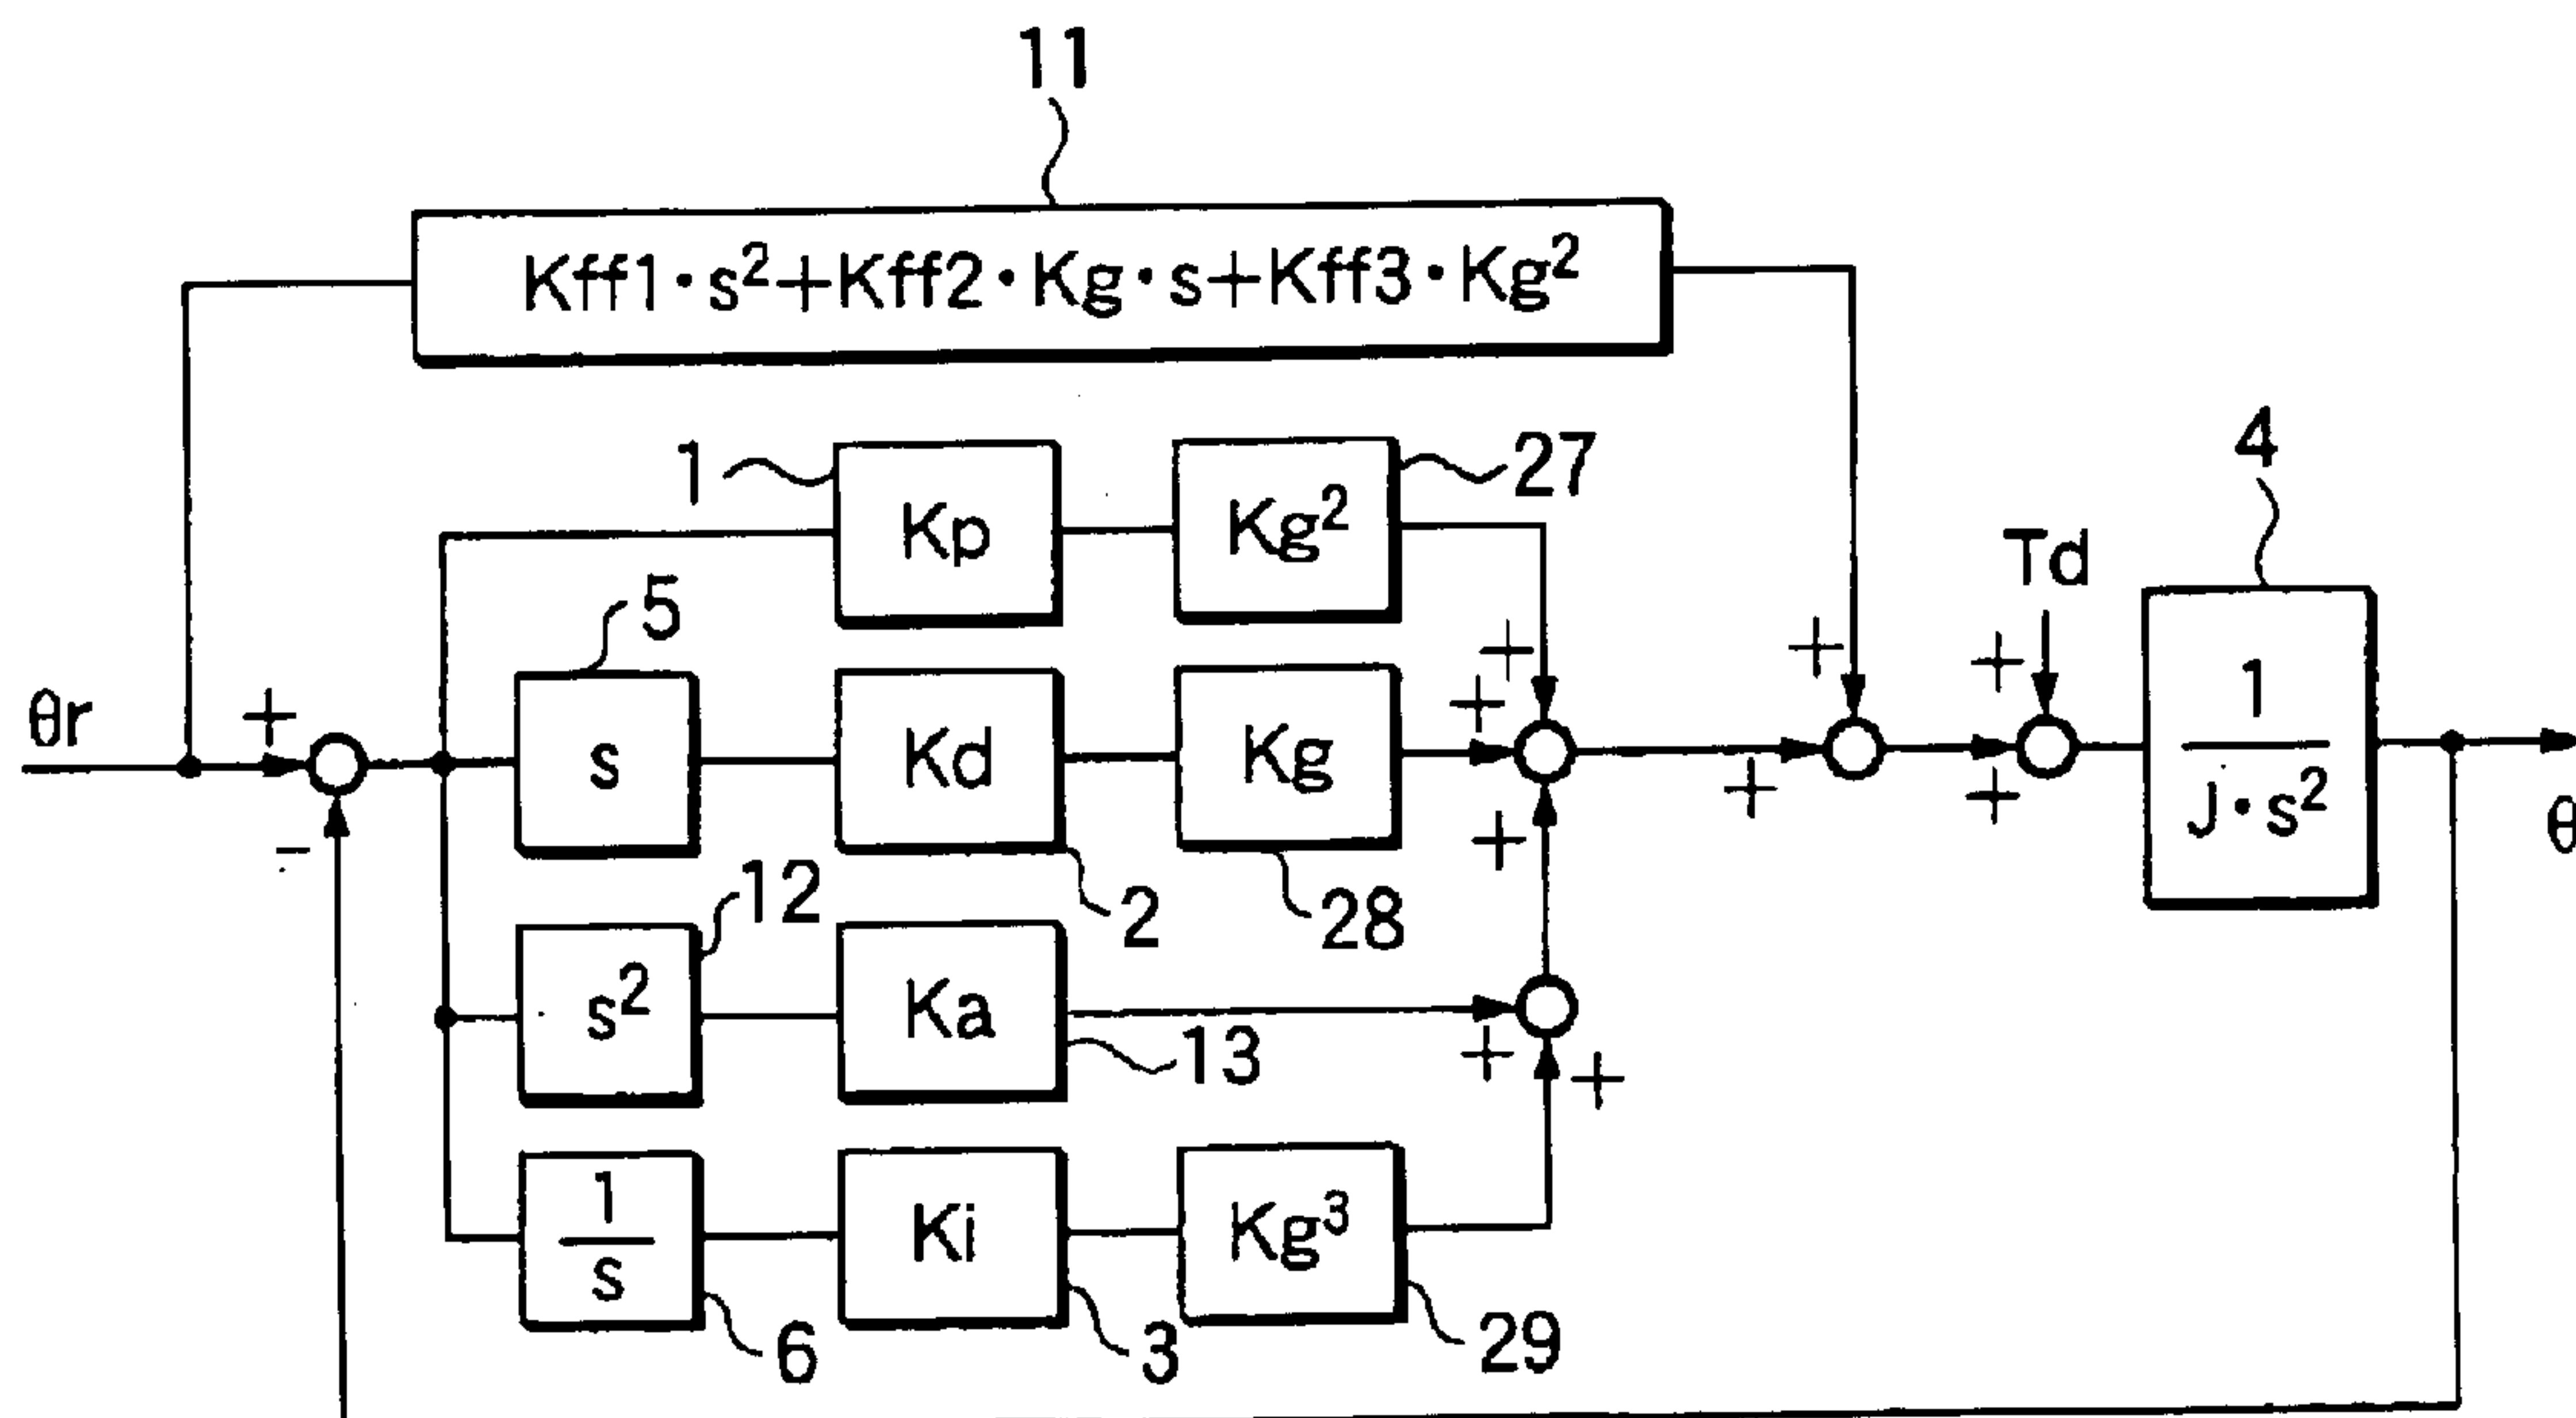 11
Kff1·s²+Kff2·Kg·s+Kff3·Kg²
1
Kp
Kg²
27
4
Td
5
θr
+
-
s
Kd
Kg
+
+
+
+
+
+
+
1
J·s²
θ
12
2
28
s²
Ka
13
+
+
1
s
Ki
Kg³
6
3
29